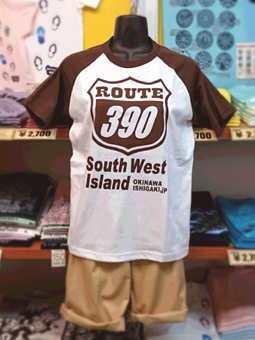 ROUTE
390
South West
Island OKINAWA
ISHIGAKI.JP
¥2,700